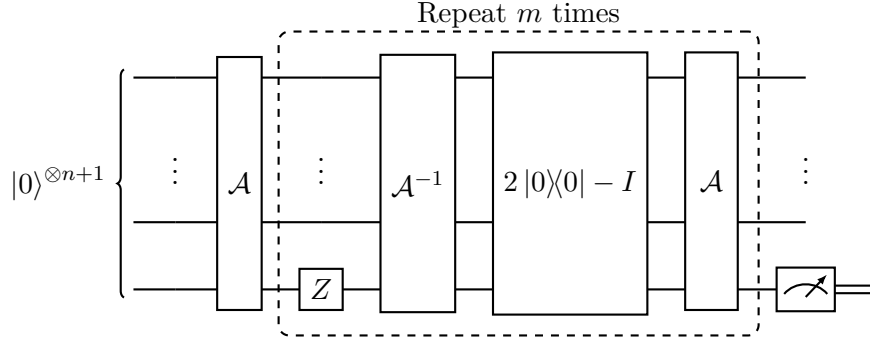 Repeat m times
|0⟩^{⊗n+1}
⋮
𝒜
⋮
𝒜⁻¹
2 |0⟩⟨0| − I
𝒜
⋮
Z